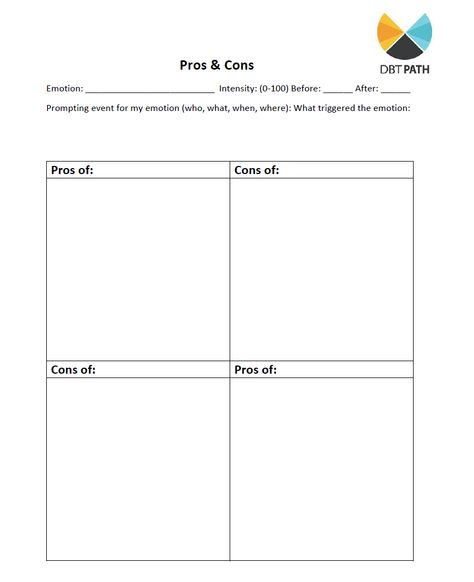 DBT PATH
Pros & Cons
Emotion: __________________________ Intensity: (0-100) Before: ______ After: ______
Prompting event for my emotion (who, what, when, where): What triggered the emotion:
Pros of:
Cons of:
Cons of:
Pros of: